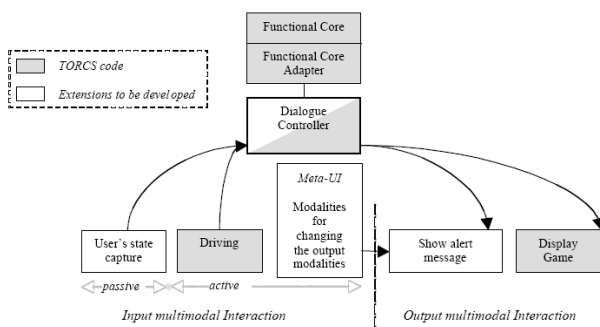 Functional Core
Functional Core
Adapter
TORCS code
Extensions to be developed
Dialogue
Controller
Meta-UI
Modalities
for
changing
the output
modalities
User's state
capture
Driving
Show alert
message
Display
Game
passive
active
Input multimodal Interaction
Output multimodal Interaction